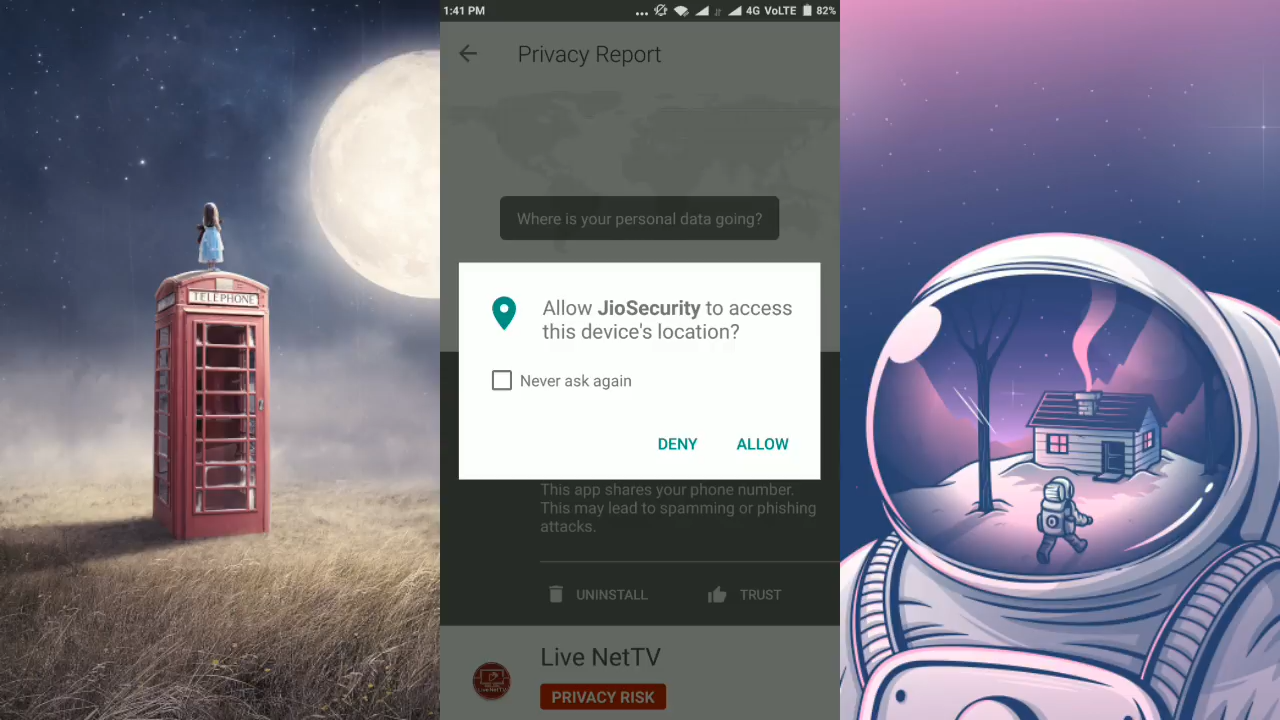 1:41 PM
... 4G VoLTE 82%
Privacy Report
Where is your personal data going?
TELEPHONE
Allow JioSecurity to access
this device's location?
Never ask again
DENY ALLOW
This app shares your phone number.
This may lead to spamming or phishing
attacks.
UNINSTALL TRUST
Live NetTV
Live NetTV
PRIVACY RISK